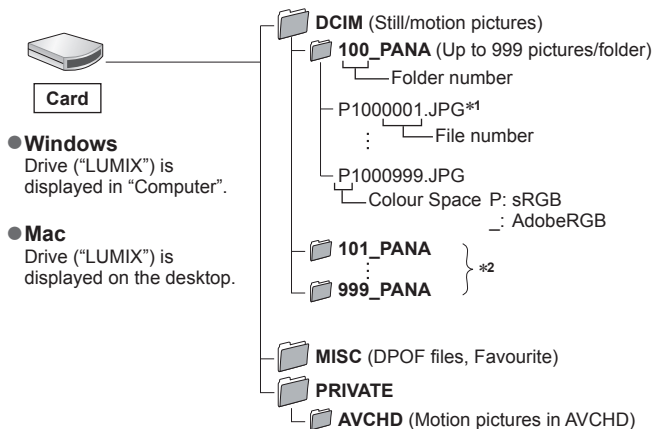 DCIM (Still/motion pictures)
100_PANA (Up to 999 pictures/folder)
Folder number
Card
P1000001.JPG*1
File number
●Windows
Drive (“LUMIX”) is
displayed in “Computer”.
P1000999.JPG
Colour Space P: sRGB
_: AdobeRGB
●Mac
Drive (“LUMIX”) is
displayed on the desktop.
101_PANA
*2
999_PANA
MISC (DPOF files, Favourite)
PRIVATE
AVCHD (Motion pictures in AVCHD)